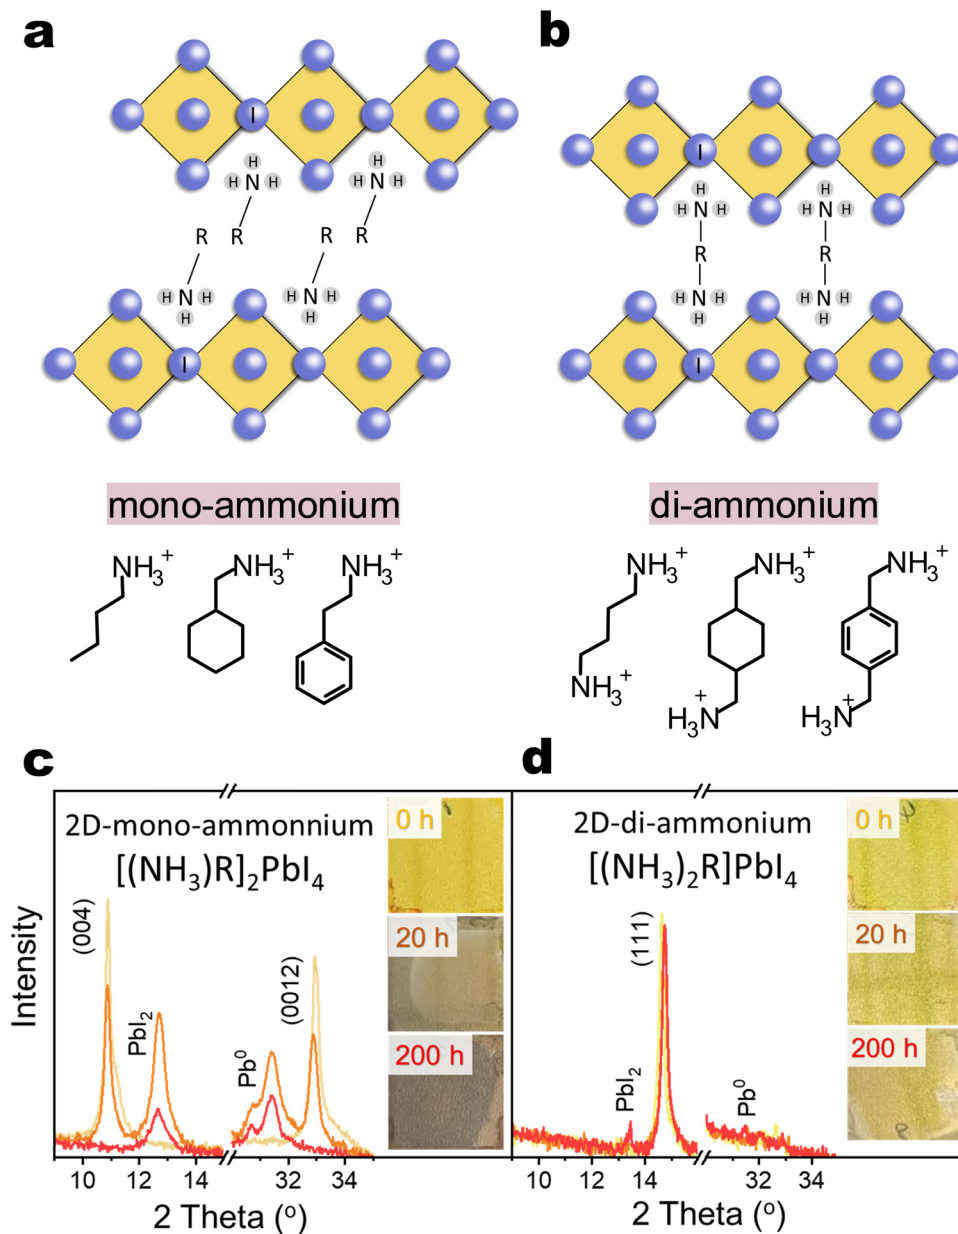 a
b
I
I
H
H N H
H
H N H
H
H N H
H
H N H
R
R
R
R
R
R
H N H
H
H N H
H
H N H
H
H N H
H
I
I
mono-ammonium
di-ammonium
NH3+
NH3+
NH3+
NH3+
NH3+
NH3+
NH3+
H3N+
H3N+
c
d
2D-mono-ammonnium
[(NH3)R]2PbI4
(004)
PbI2
Pb0
(0012)
0 h
20 h
200 h
Intensity
10 12 14 32 34
2 Theta (o)
2D-di-ammonium
[(NH3)2R]PbI4
(111)
PbI2
Pb0
0 h
20 h
200 h
10 12 14 32 34
2 Theta (o)